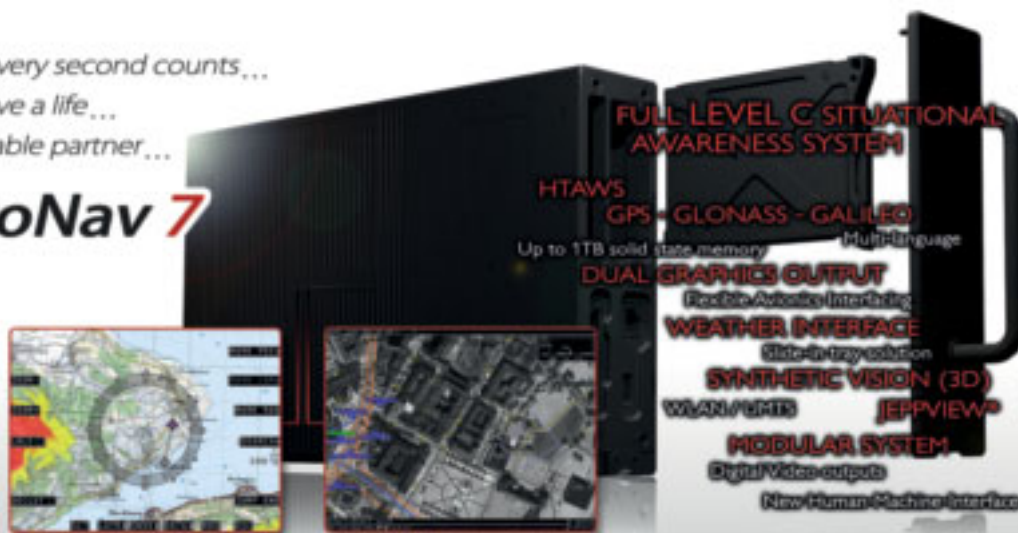 very second counts...
ve a life...
able partner...
oNav 7
FULL LEVEL C SITUATIONAL
AWARENESS SYSTEM
HTAWS
GPS - GLONASS - GALILEO
Multi-language
Up to 1TB solid state memory
DUAL GRAPHICS OUTPUT
Flexible Avionics Interfacing
WEATHER INTERFACE
Slide-in-tray-solution
SYNTHETIC VISION (3D)
WLAN / UMTS
JEPPVIEW®
MODULAR SYSTEM
Digital Video outputs
New-Human-Machine-Interface